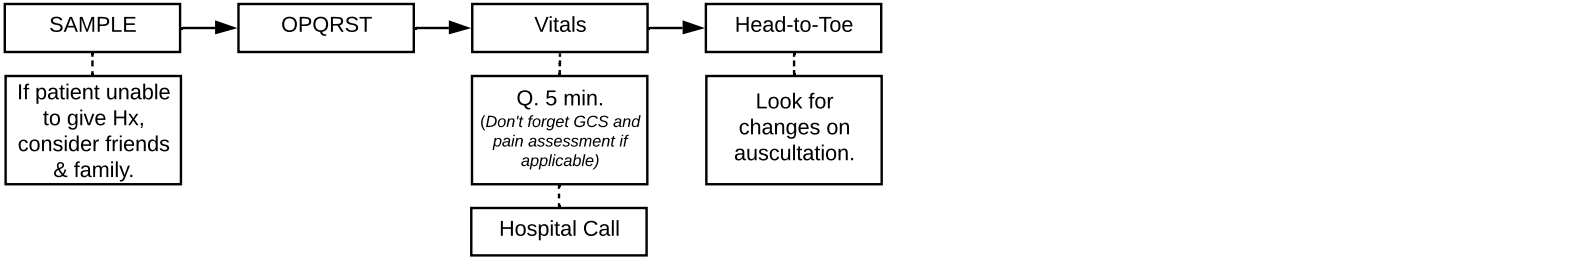 SAMPLE
OPQRST
Vitals
Head-to-Toe
If patient unable
to give Hx,
consider friends
& family.
Q. 5 min.
(Don't forget GCS and
pain assessment if
applicable)
Look for
changes on
auscultation.
Hospital Call